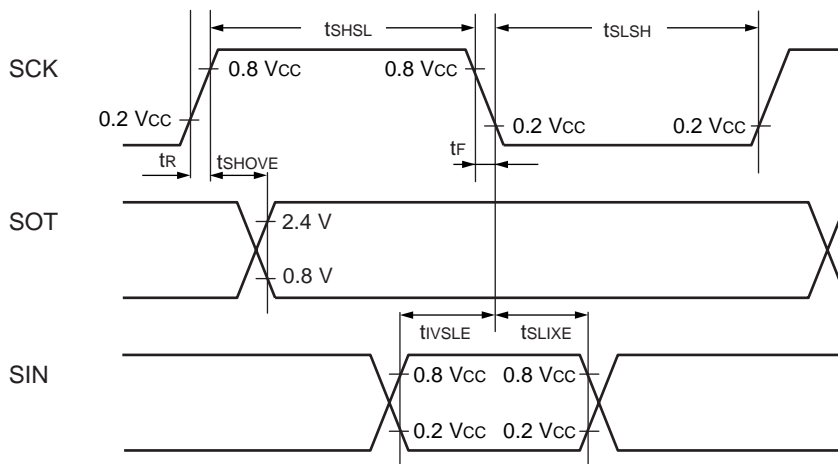 tSHSL
tSLSH
SCK
0.8 VCC
0.8 VCC
0.2 VCC
0.2 VCC
0.2 VCC
tR
tSHOVE
tF
SOT
2.4 V
0.8 V
tIVSLE
tSLIXE
SIN
0.8 VCC
0.8 VCC
0.2 VCC
0.2 VCC